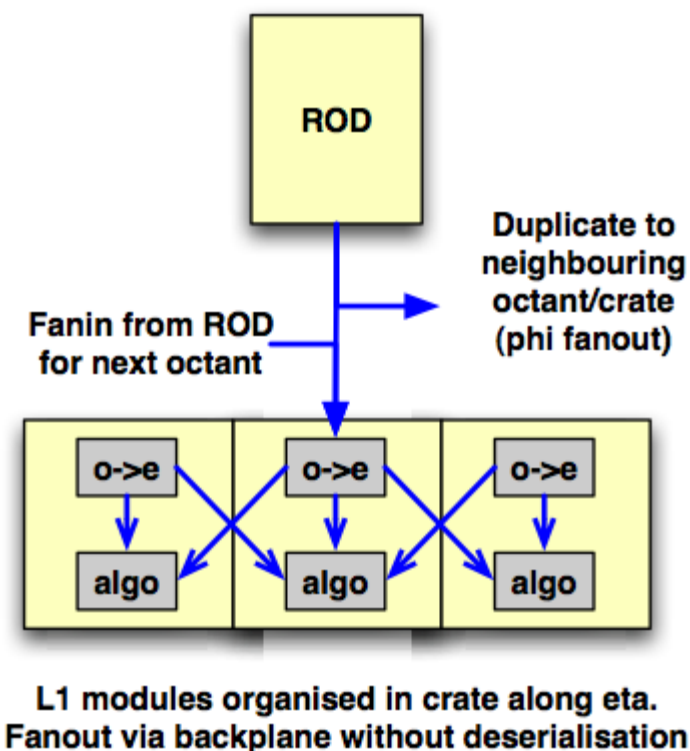 ROD
Duplicate to
neighbouring
octant/crate
(phi fanout)
Fanin from ROD
for next octant
o->e
o->e
o->e
algo
algo
algo
L1 modules organised in crate along eta.
Fanout via backplane without deserialisation